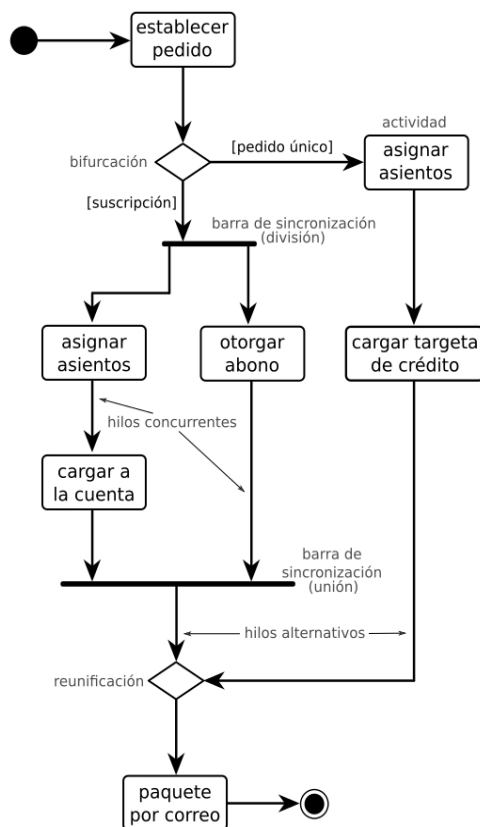 establecer
pedido
actividad
bifurcación
[pedido único]
asignar
asientos
[suscripción]
barra de sincronización
(división)
asignar
asientos
otorgar
abono
cargar targeta
de crédito
hilos concurrentes
cargar a
la cuenta
barra de
sincronización
(unión)
hilos alternativos
reunificación
paquete
por correo